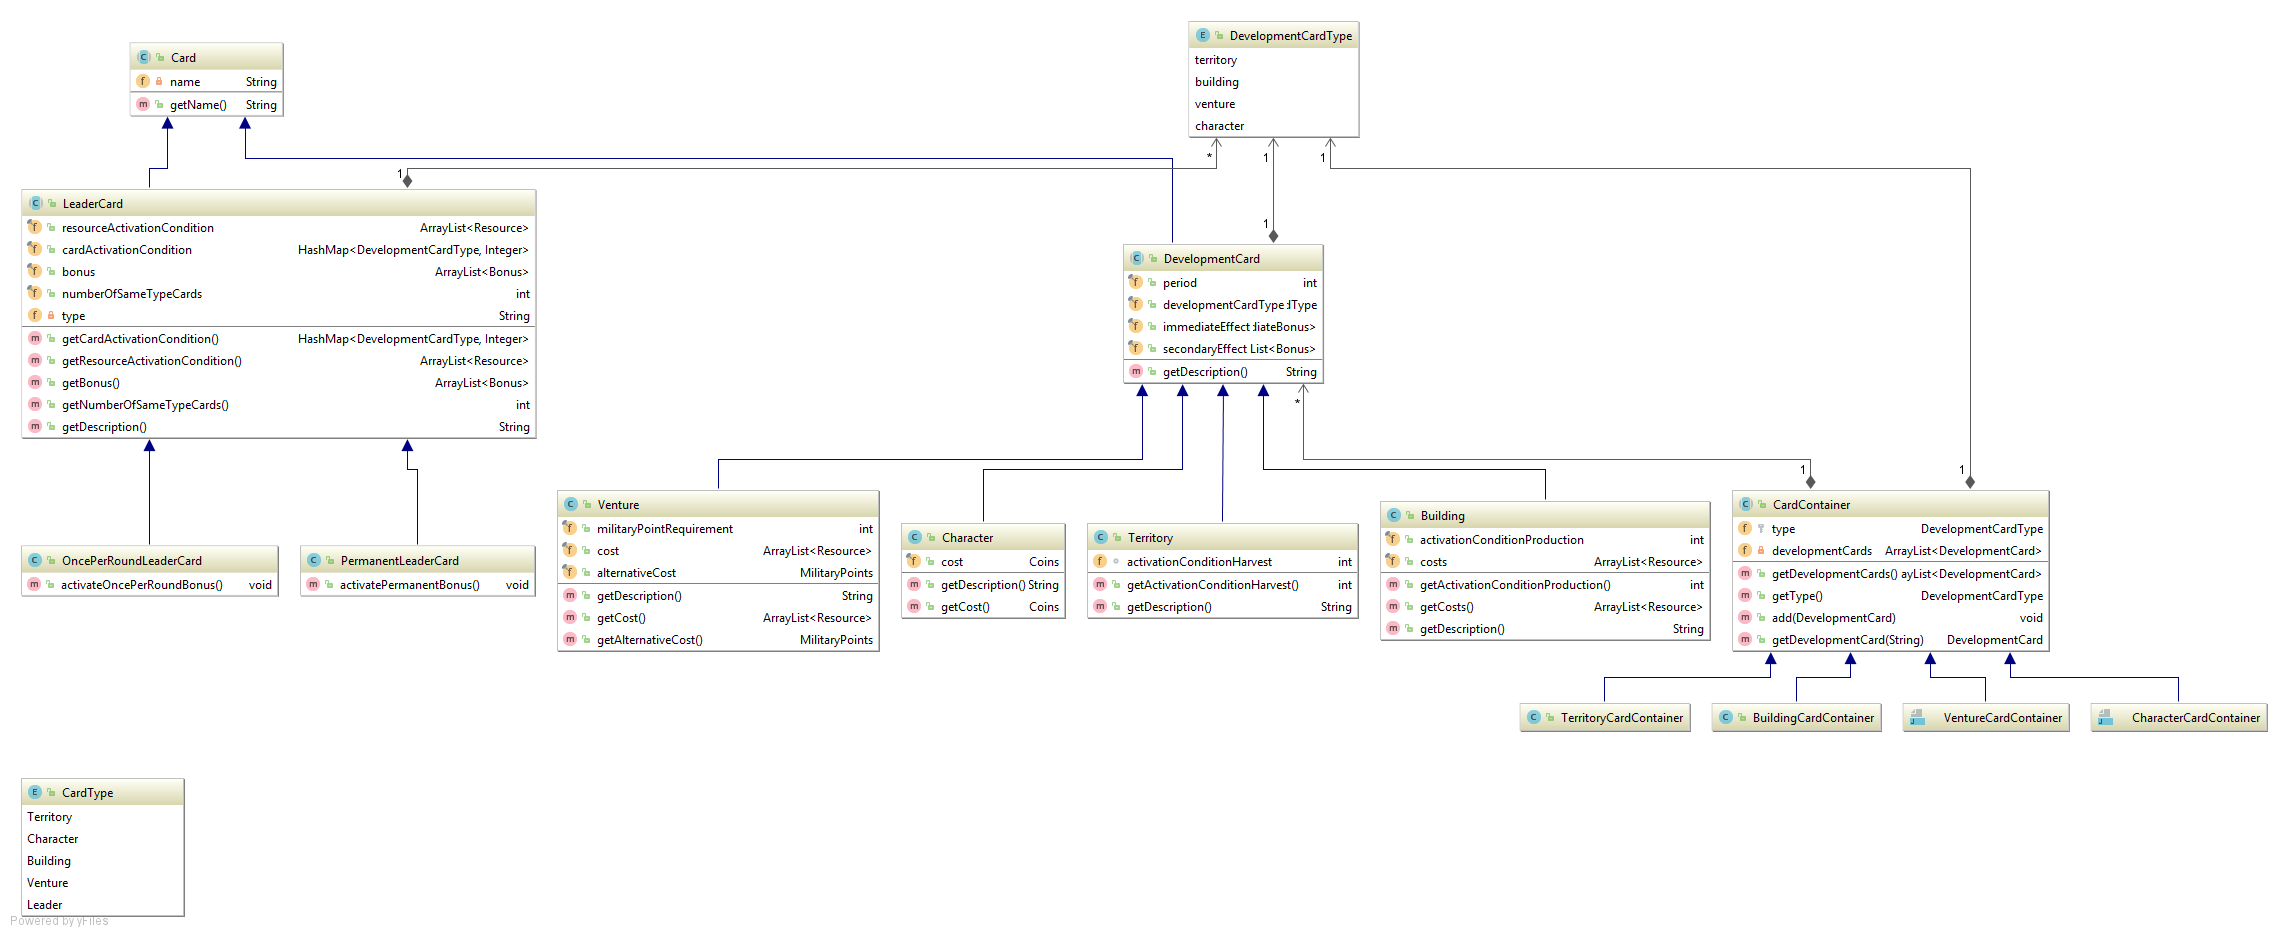 Card
name String
getName() String
DevelopmentCardType
territory
building
venture
character
*
1
1
1
1
LeaderCard
resourceActivationCondition ArrayList<Resource>
cardActivationCondition HashMap<DevelopmentCardType, Integer>
bonus ArrayList<Bonus>
numberOfSameTypeCards int
type String
getCardActivationCondition() HashMap<DevelopmentCardType, Integer>
getResourceActivationCondition() ArrayList<Resource>
getBonus() ArrayList<Bonus>
getNumberOfSameTypeCards() int
getDescription() String
DevelopmentCard
period int
developmentCardType :lType
immediateEffect :liateBonus>
secondaryEffect List<Bonus>
getDescription() String
*
1
1
OncePerRoundLeaderCard
activateOncePerRoundBonus() void
PermanentLeaderCard
activatePermanentBonus() void
Venture
militaryPointRequirement int
cost ArrayList<Resource>
alternativeCost MilitaryPoints
getDescription() String
getCost() ArrayList<Resource>
getAlternativeCost() MilitaryPoints
Character
cost Coins
getDescription() String
getCost() Coins
Territory
activationConditionHarvest int
getActivationConditionHarvest() int
getDescription() String
Building
activationConditionProduction int
costs ArrayList<Resource>
getActivationConditionProduction() int
getCosts() ArrayList<Resource>
getDescription() String
CardContainer
type DevelopmentCardType
developmentCards ArrayList<DevelopmentCard>
getDevelopmentCards() ayList<DevelopmentCard>
getType() DevelopmentCardType
add(DevelopmentCard) void
getDevelopmentCard(String) DevelopmentCard
TerritoryCardContainer
BuildingCardContainer
VentureCardContainer
CharacterCardContainer
CardType
Territory
Character
Building
Venture
Leader
Powered by yFiles